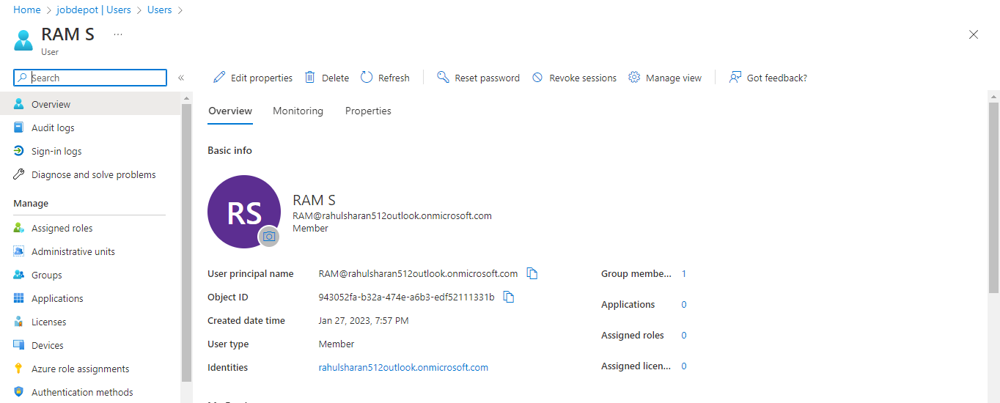 Home > jobdepot | Users > Users >
RAM S ...
User
Search «
Edit properties Delete Refresh Reset password Revoke sessions Manage view Got feedback?
Overview
Audit logs
Sign-in logs
Diagnose and solve problems
Manage
Assigned roles
Administrative units
Groups
Applications
Licenses
Devices
Azure role assignments
Authentication methods
Overview Monitoring Properties
Basic info
RS
RAM S
RAM@rahulsharan512outlook.onmicrosoft.com
Member
User principal name RAM@rahulsharan512outlook.onmicrosoft.com
Object ID 943052fa-b32a-474e-a6b3-edf52111331b
Created date time Jan 27, 2023, 7:57 PM
User type Member
Identities rahulsharan512outlook.onmicrosoft.com
Group membe... 1
Applications 0
Assigned roles 0
Assigned licen... 0